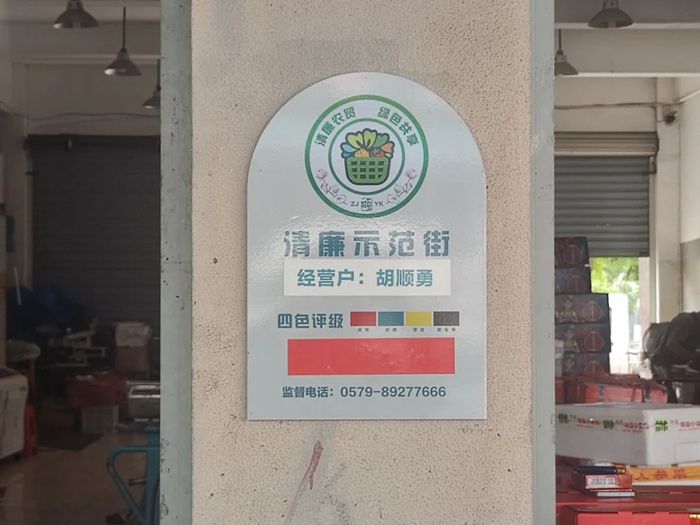 清廉农贸 绿色共享
ZJ YK
清廉示范街
经营户：胡顺勇
四色评级
监督电话：0579-89277666